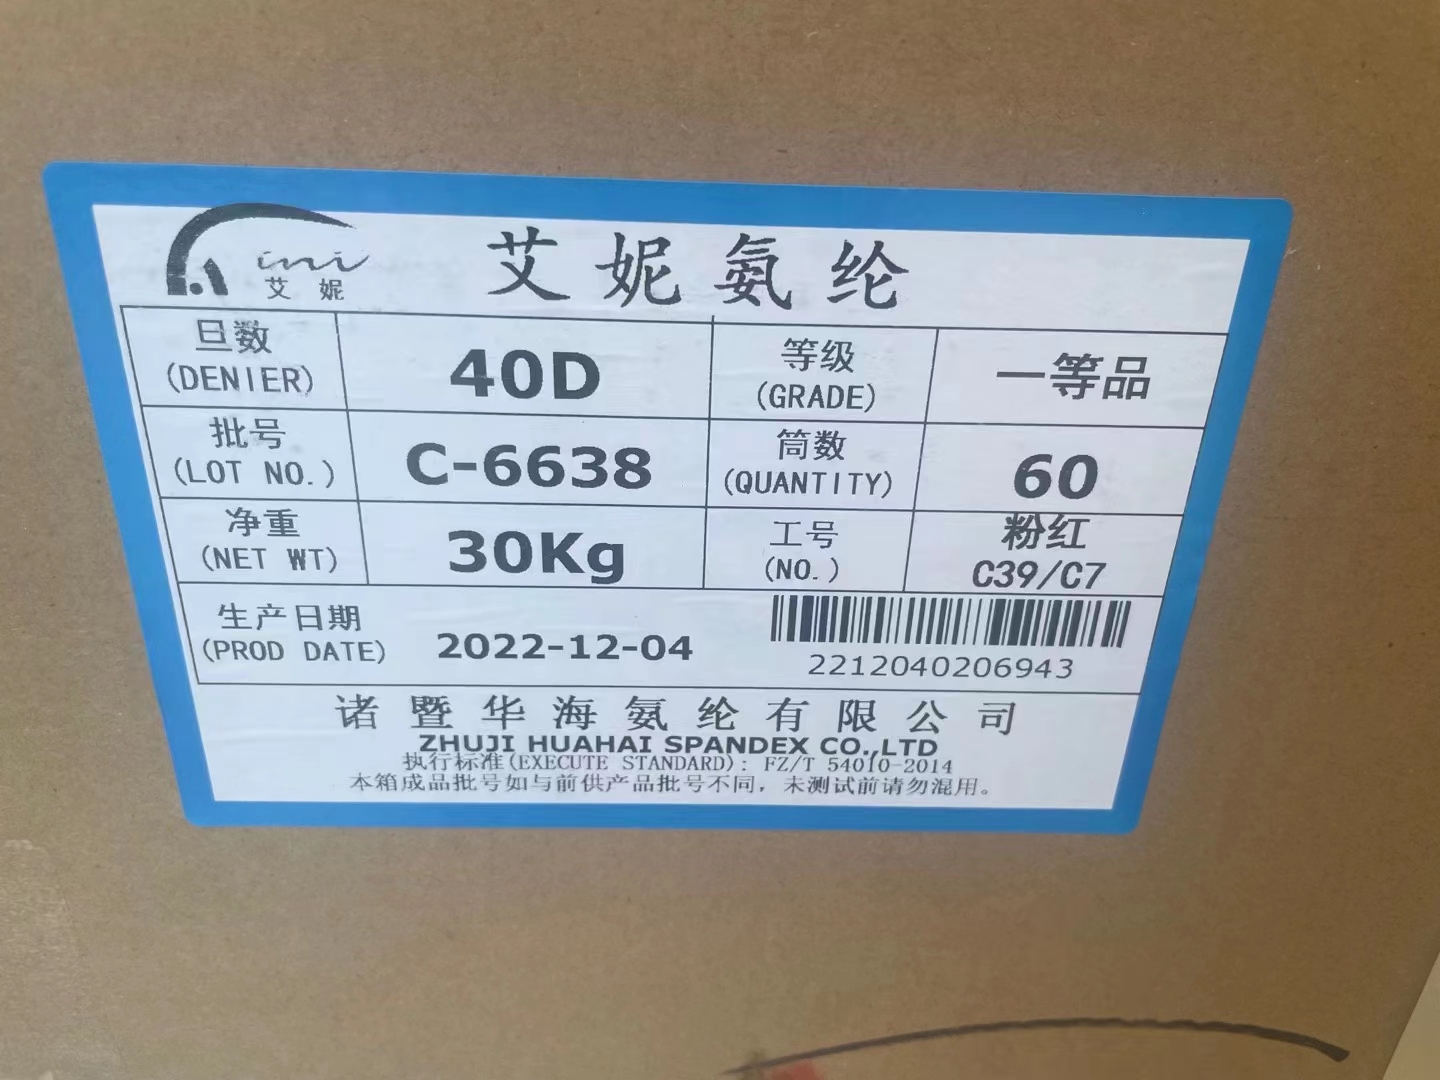 ini
艾妮
艾妮氨纶
旦数
(DENIER)
40D
等级
(GRADE)
一等品
批号
(LOT NO.)
C-6638
筒数
(QUANTITY)
60
净重
(NET WT)
30Kg
工号
(NO.)
粉红
C39/C7
生产日期
(PROD DATE)
2022-12-04
2212040206943
诸暨华海氨纶有限公司
ZHUJI HUAHAI SPANDEX CO.,LTD
执行标准(EXECUTE STANDARD): FZ/T 54010-2014
本箱成品批号如与前供产品批号不同，未测试前请勿混用。